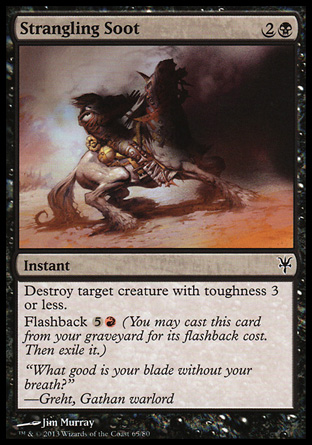 Strangling Soot 2
Instant
Destroy target creature with toughness 3
or less.
Flashback 5 (You may cast this card
from your graveyard for its flashback cost.
Then exile it.)
"What good is your blade without your
breath?"
—Greht, Gathan warlord
Jim Murray
™ & © 2013 Wizards of the Coast 65/80